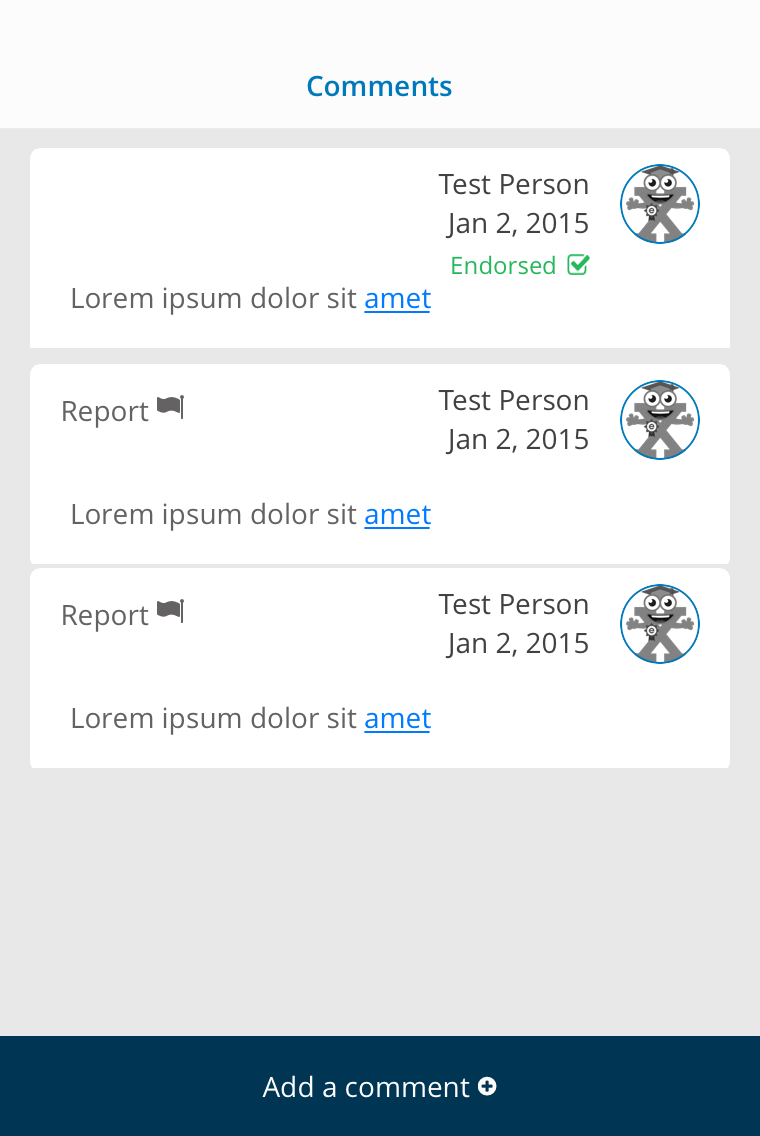 Comments
Test Person
Jan 2, 2015
Endorsed
Lorem ipsum dolor sit amet
Report
Test Person
Jan 2, 2015
Lorem ipsum dolor sit amet
Report
Test Person
Jan 2, 2015
Lorem ipsum dolor sit amet
Add a comment